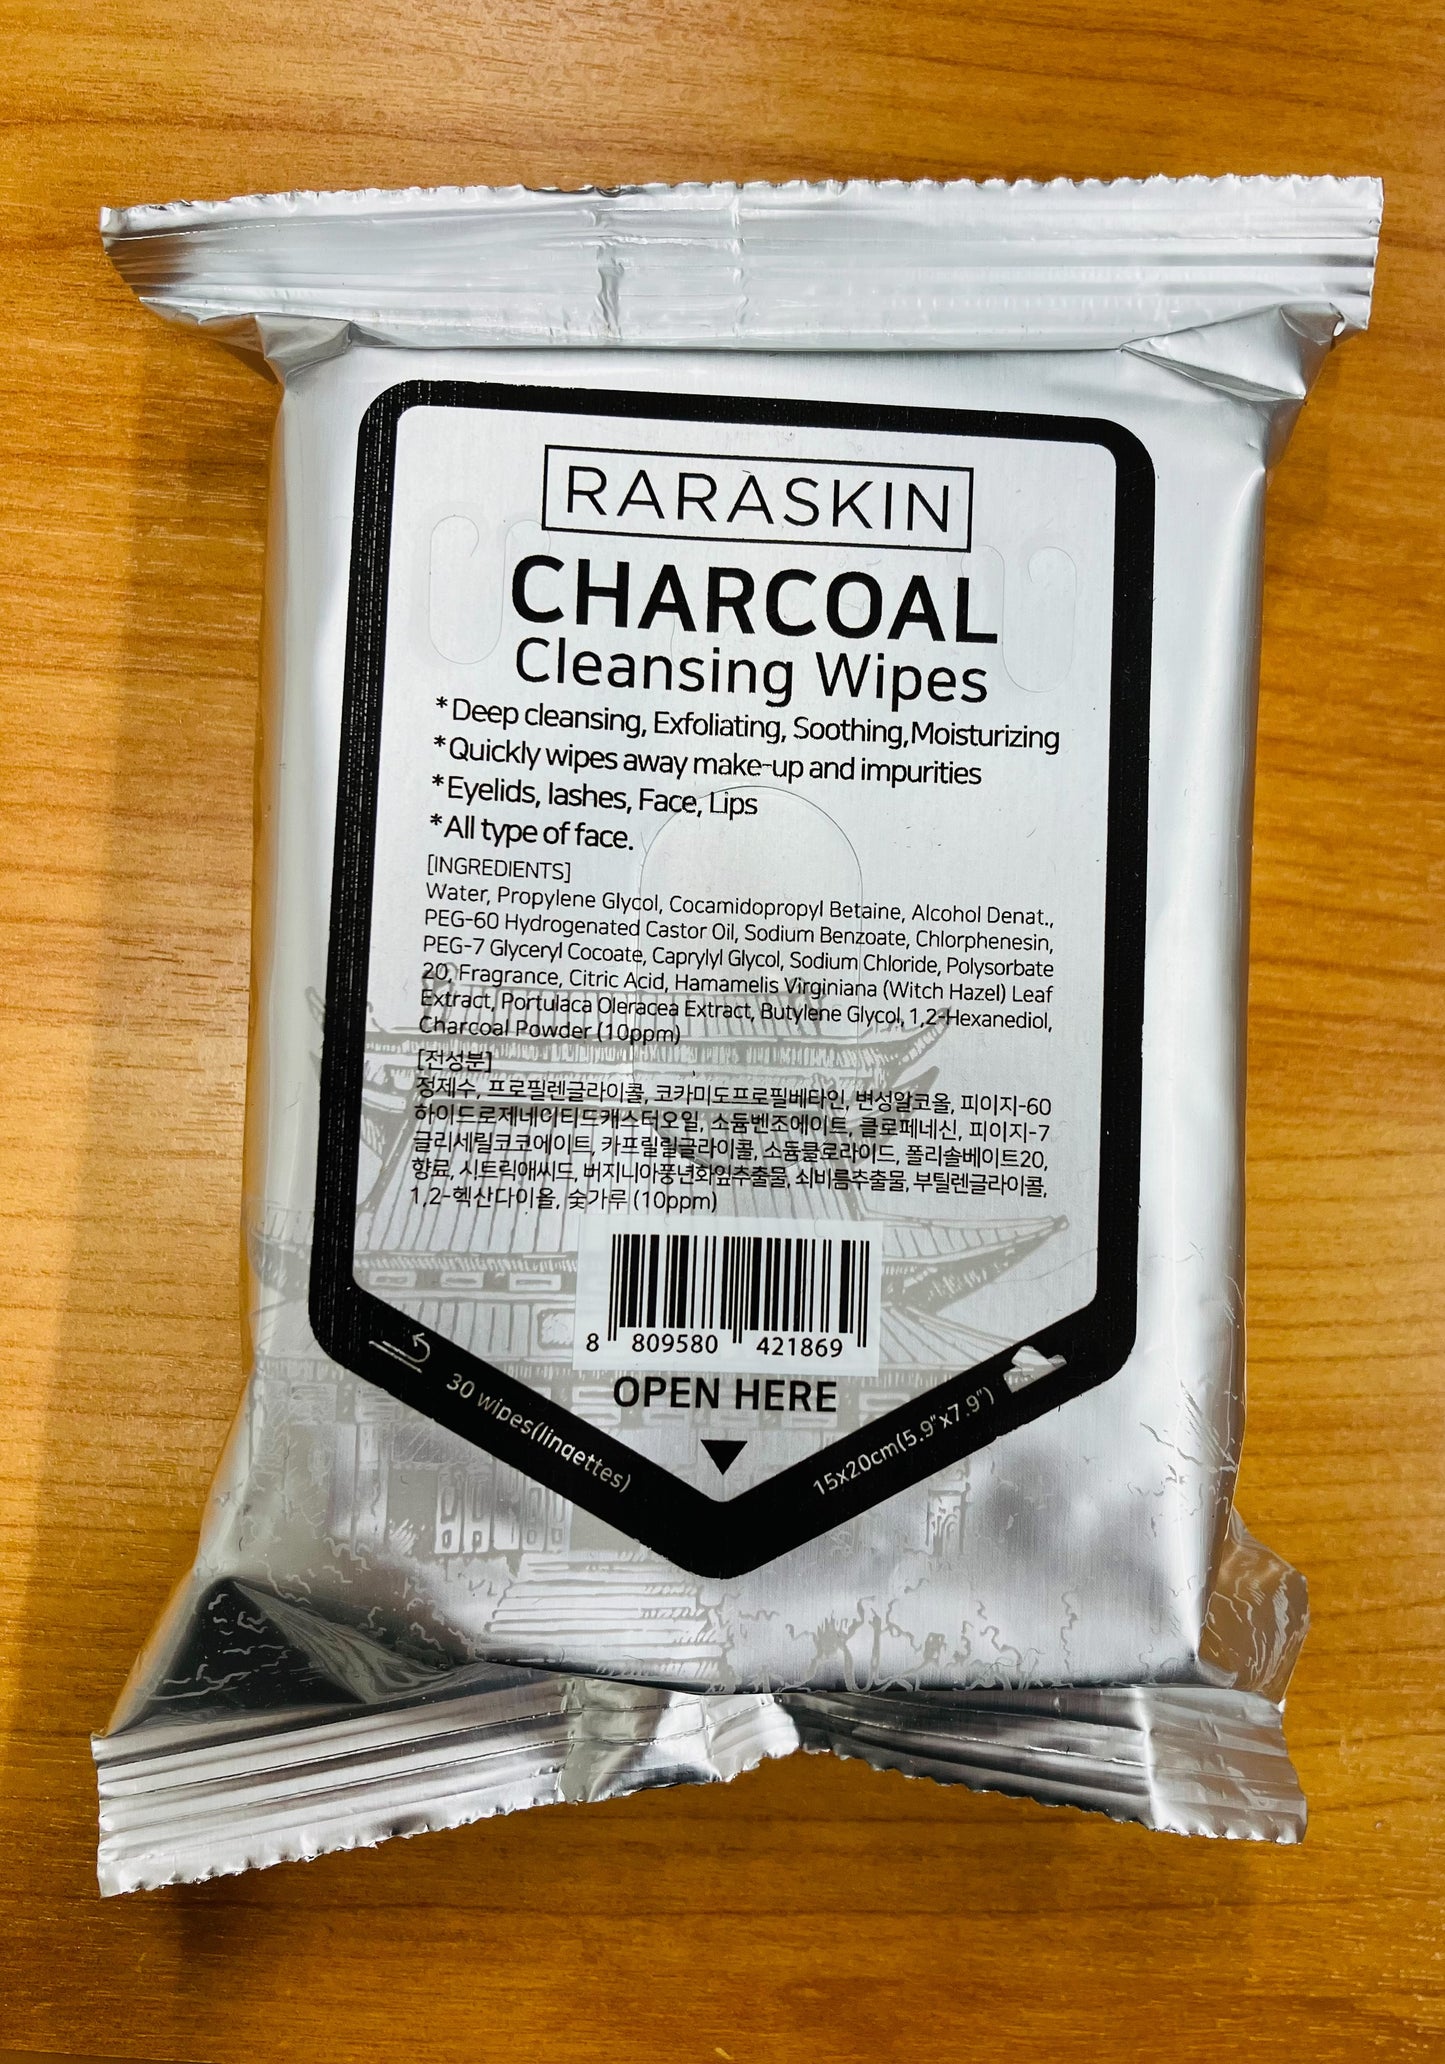 RARASKIN
CHARCOAL
Cleansing Wipes
*Deep cleansing, Exfoliating, Soothing,Moisturizing
*Quickly wipes away make-up and impurities
*Eyelids, lashes, Face, Lips
*All type of face.
[INGREDIENTS]
Water, Propylene Glycol, Cocamidopropyl Betaine, Alcohol Denat.,
PEG-60 Hydrogenated Castor Oil, Sodium Benzoate, Chlorphenesin,
PEG-7 Glyceryl Cocoate, Caprylyl Glycol, Sodium Chloride, Polysorbate
20, Fragrance, Citric Acid, Hamamelis Virginiana (Witch Hazel) Leaf
Extract, Portulaca Oleracea Extract, Butylene Glycol, 1,2-Hexanediol,
Charcoal Powder (10ppm)
[전성분]
정제수, 프로필렌글라이콜, 코카미도프로필베타인, 변성알코올, 피이지-60
하이드로제네이티드캐스터오일, 소듐벤조에이트, 클로페네신, 피이지-7
글리세릴코코에이트, 카프릴릴글라이콜, 소듐클로라이드, 폴리솔베이트20,
향료, 시트릭애씨드, 버지니아풍년화잎추출물, 쇠비름추출물, 부틸렌글라이콜,
1,2-헥산다이올, 숯가루 (10ppm)
8 809580 421869
OPEN HERE
30 wipes(linqettes)
15x20cm(5.9"x7.9")